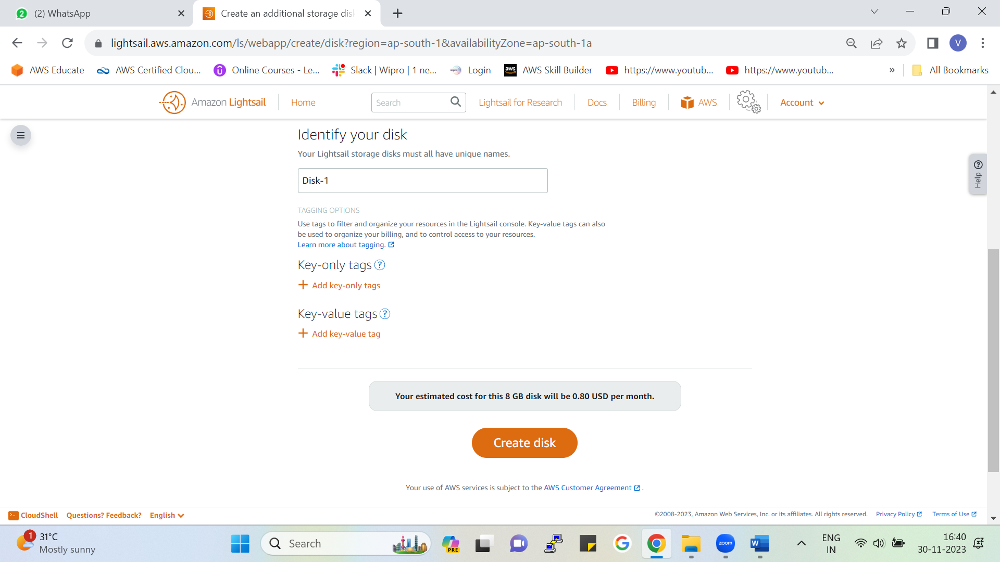 2 (2) WhatsApp
Create an additional storage dis
lightsail.aws.amazon.com/ls/webapp/create/disk?region=ap-south-1&availabilityZone=ap-south-1a
V
AWS Educate AWS Certified Clou... Online Courses - Le... Slack | Wipro | 1 ne... Login AWS Skill Builder https://www.youtub... https://www.youtub... » All Bookmarks
Amazon Lightsail Home Search Lightsail for Research Docs Billing AWS Account
Identify your disk
Your Lightsail storage disks must all have unique names.
Help
Disk-1
TAGGING OPTIONS
Use tags to filter and organize your resources in the Lightsail console. Key-value tags can also
be used to organize your billing, and to control access to your resources.
Learn more about tagging.
Key-only tags ?
+ Add key-only tags
Key-value tags ?
+ Add key-value tag
Your estimated cost for this 8 GB disk will be 0.80 USD per month.
Create disk
Your use of AWS services is subject to the AWS Customer Agreement .
CloudShell Questions? Feedback? English ©2008-2023, Amazon Web Services, Inc. or its affiliates. All rights reserved. Privacy Policy Terms of Use
1 31°C
Mostly sunny
Search
PRE
G
zoom
W
ENG
IN
16:40
30-11-2023